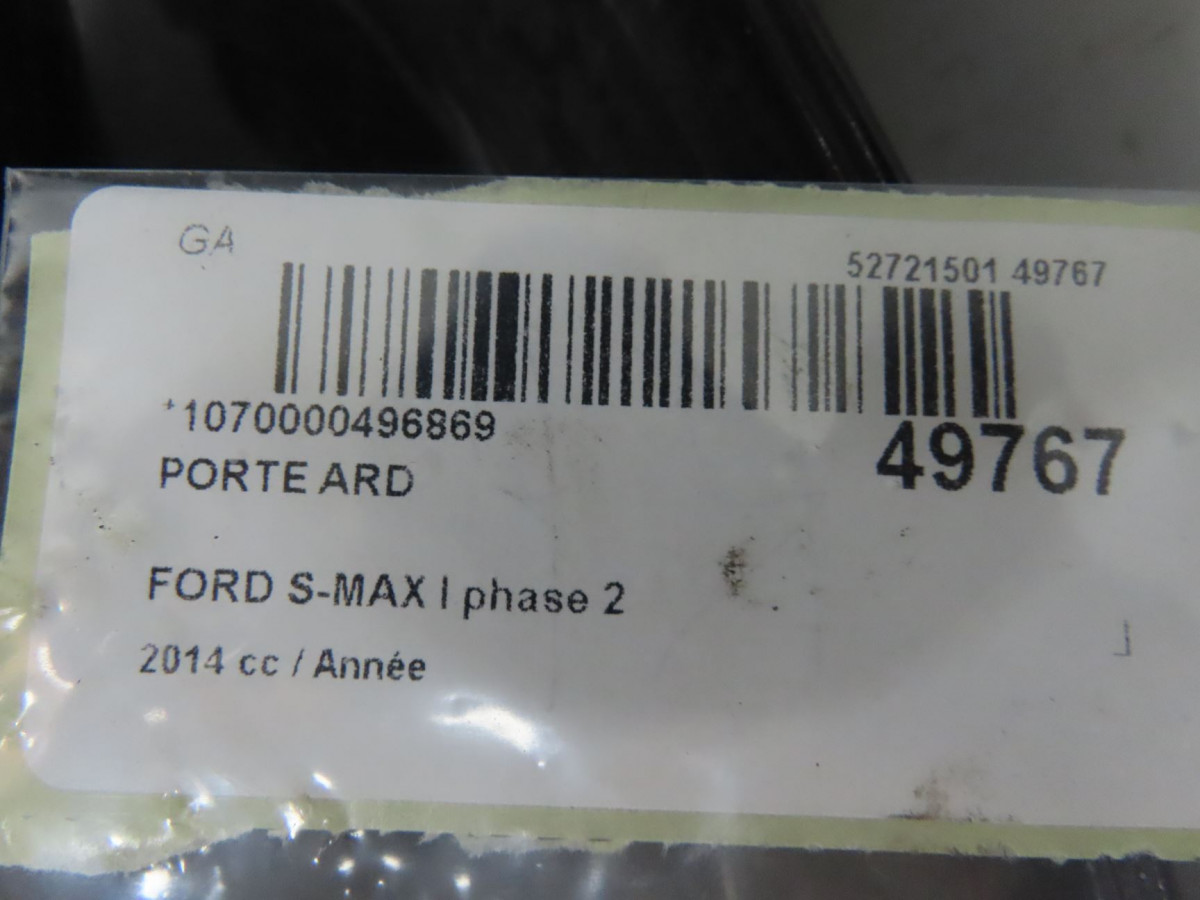 GA
52721501 49767
*1070000496869
49767
PORTE ARD
FORD S-MAX I phase 2
2014 cc / Année